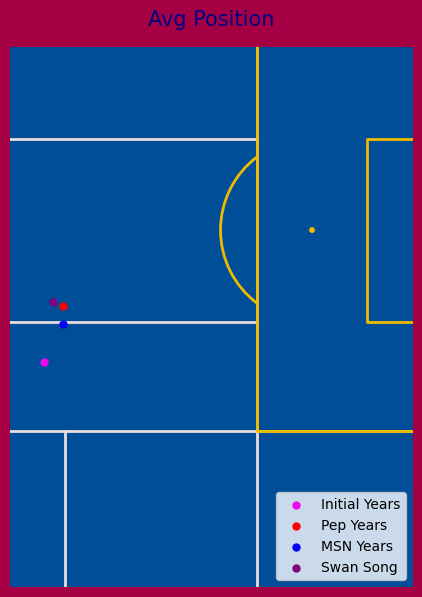 Avg Position
Initial Years
Pep Years
MSN Years
Swan Song